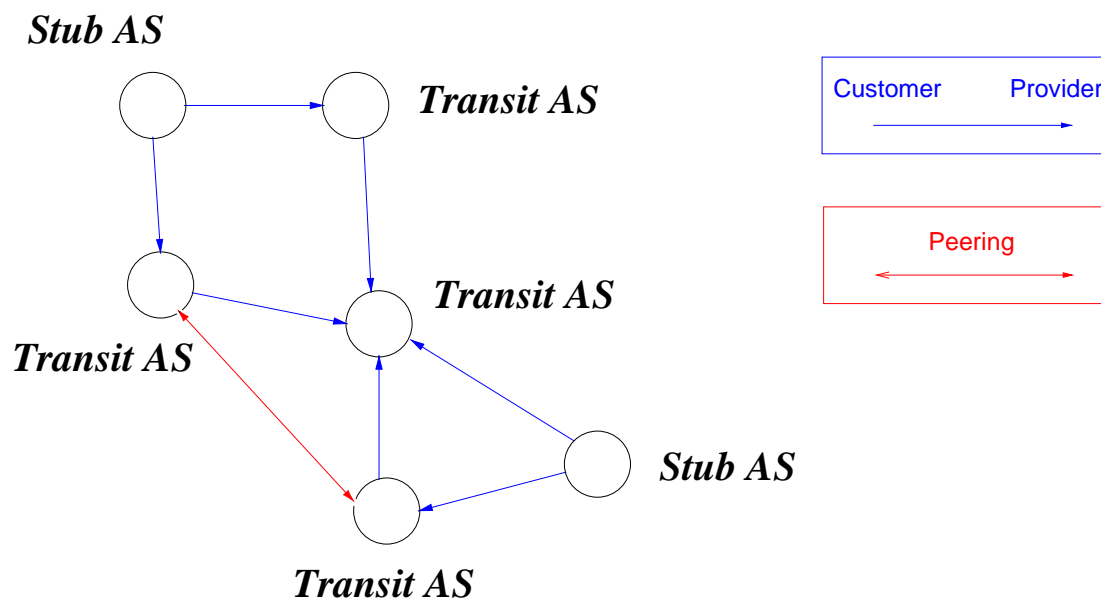 Stub AS
Transit AS
Customer Provider
Peering
Transit AS
Transit AS
Stub AS
Transit AS